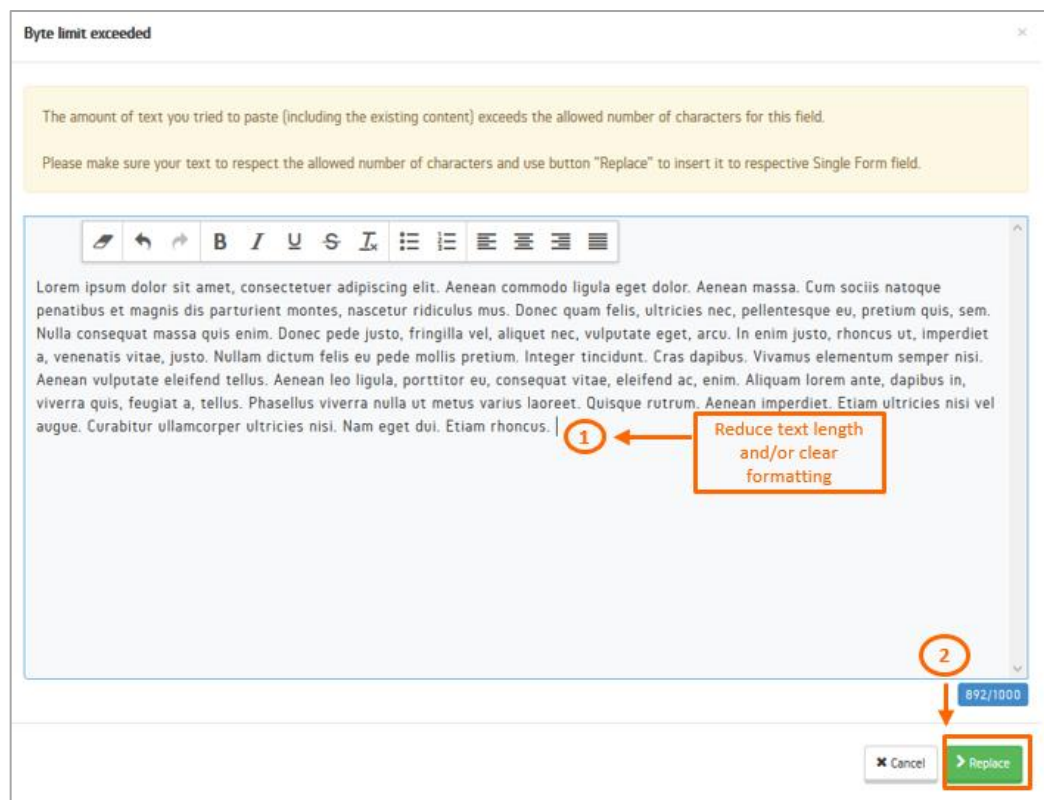 Byte limit exceeded
×
The amount of text you tried to paste (including the existing content) exceeds the allowed number of characters for this field.
Please make sure your text to respect the allowed number of characters and use button "Replace" to insert it to respective Single Form field.
B I U S Ix
Lorem ipsum dolor sit amet, consectetuer adipiscing elit. Aenean commodo ligula eget dolor. Aenean massa. Cum sociis natoque
penatibus et magnis dis parturient montes, nascetur ridiculus mus. Donec quam felis, ultricies nec, pellentesque eu, pretium quis, sem.
Nulla consequat massa quis enim. Donec pede justo, fringilla vel, aliquet nec, vulputate eget, arcu. In enim justo, rhoncus ut, imperdiet
a, venenatis vitae, justo. Nullam dictum felis eu pede mollis pretium. Integer tincidunt. Cras dapibus. Vivamus elementum semper nisi.
Aenean vulputate eleifend tellus. Aenean leo ligula, porttitor eu, consequat vitae, eleifend ac, enim. Aliquam lorem ante, dapibus in,
viverra quis, feugiat a, tellus. Phasellus viverra nulla ut metus varius laoreet. Quisque rutrum. Aenean imperdiet. Etiam ultricies nisi vel
augue. Curabitur ullamcorper ultricies nisi. Nam eget dui. Etiam rhoncus.
1
Reduce text length
and/or clear
formatting
2
892/1000
Cancel
Replace